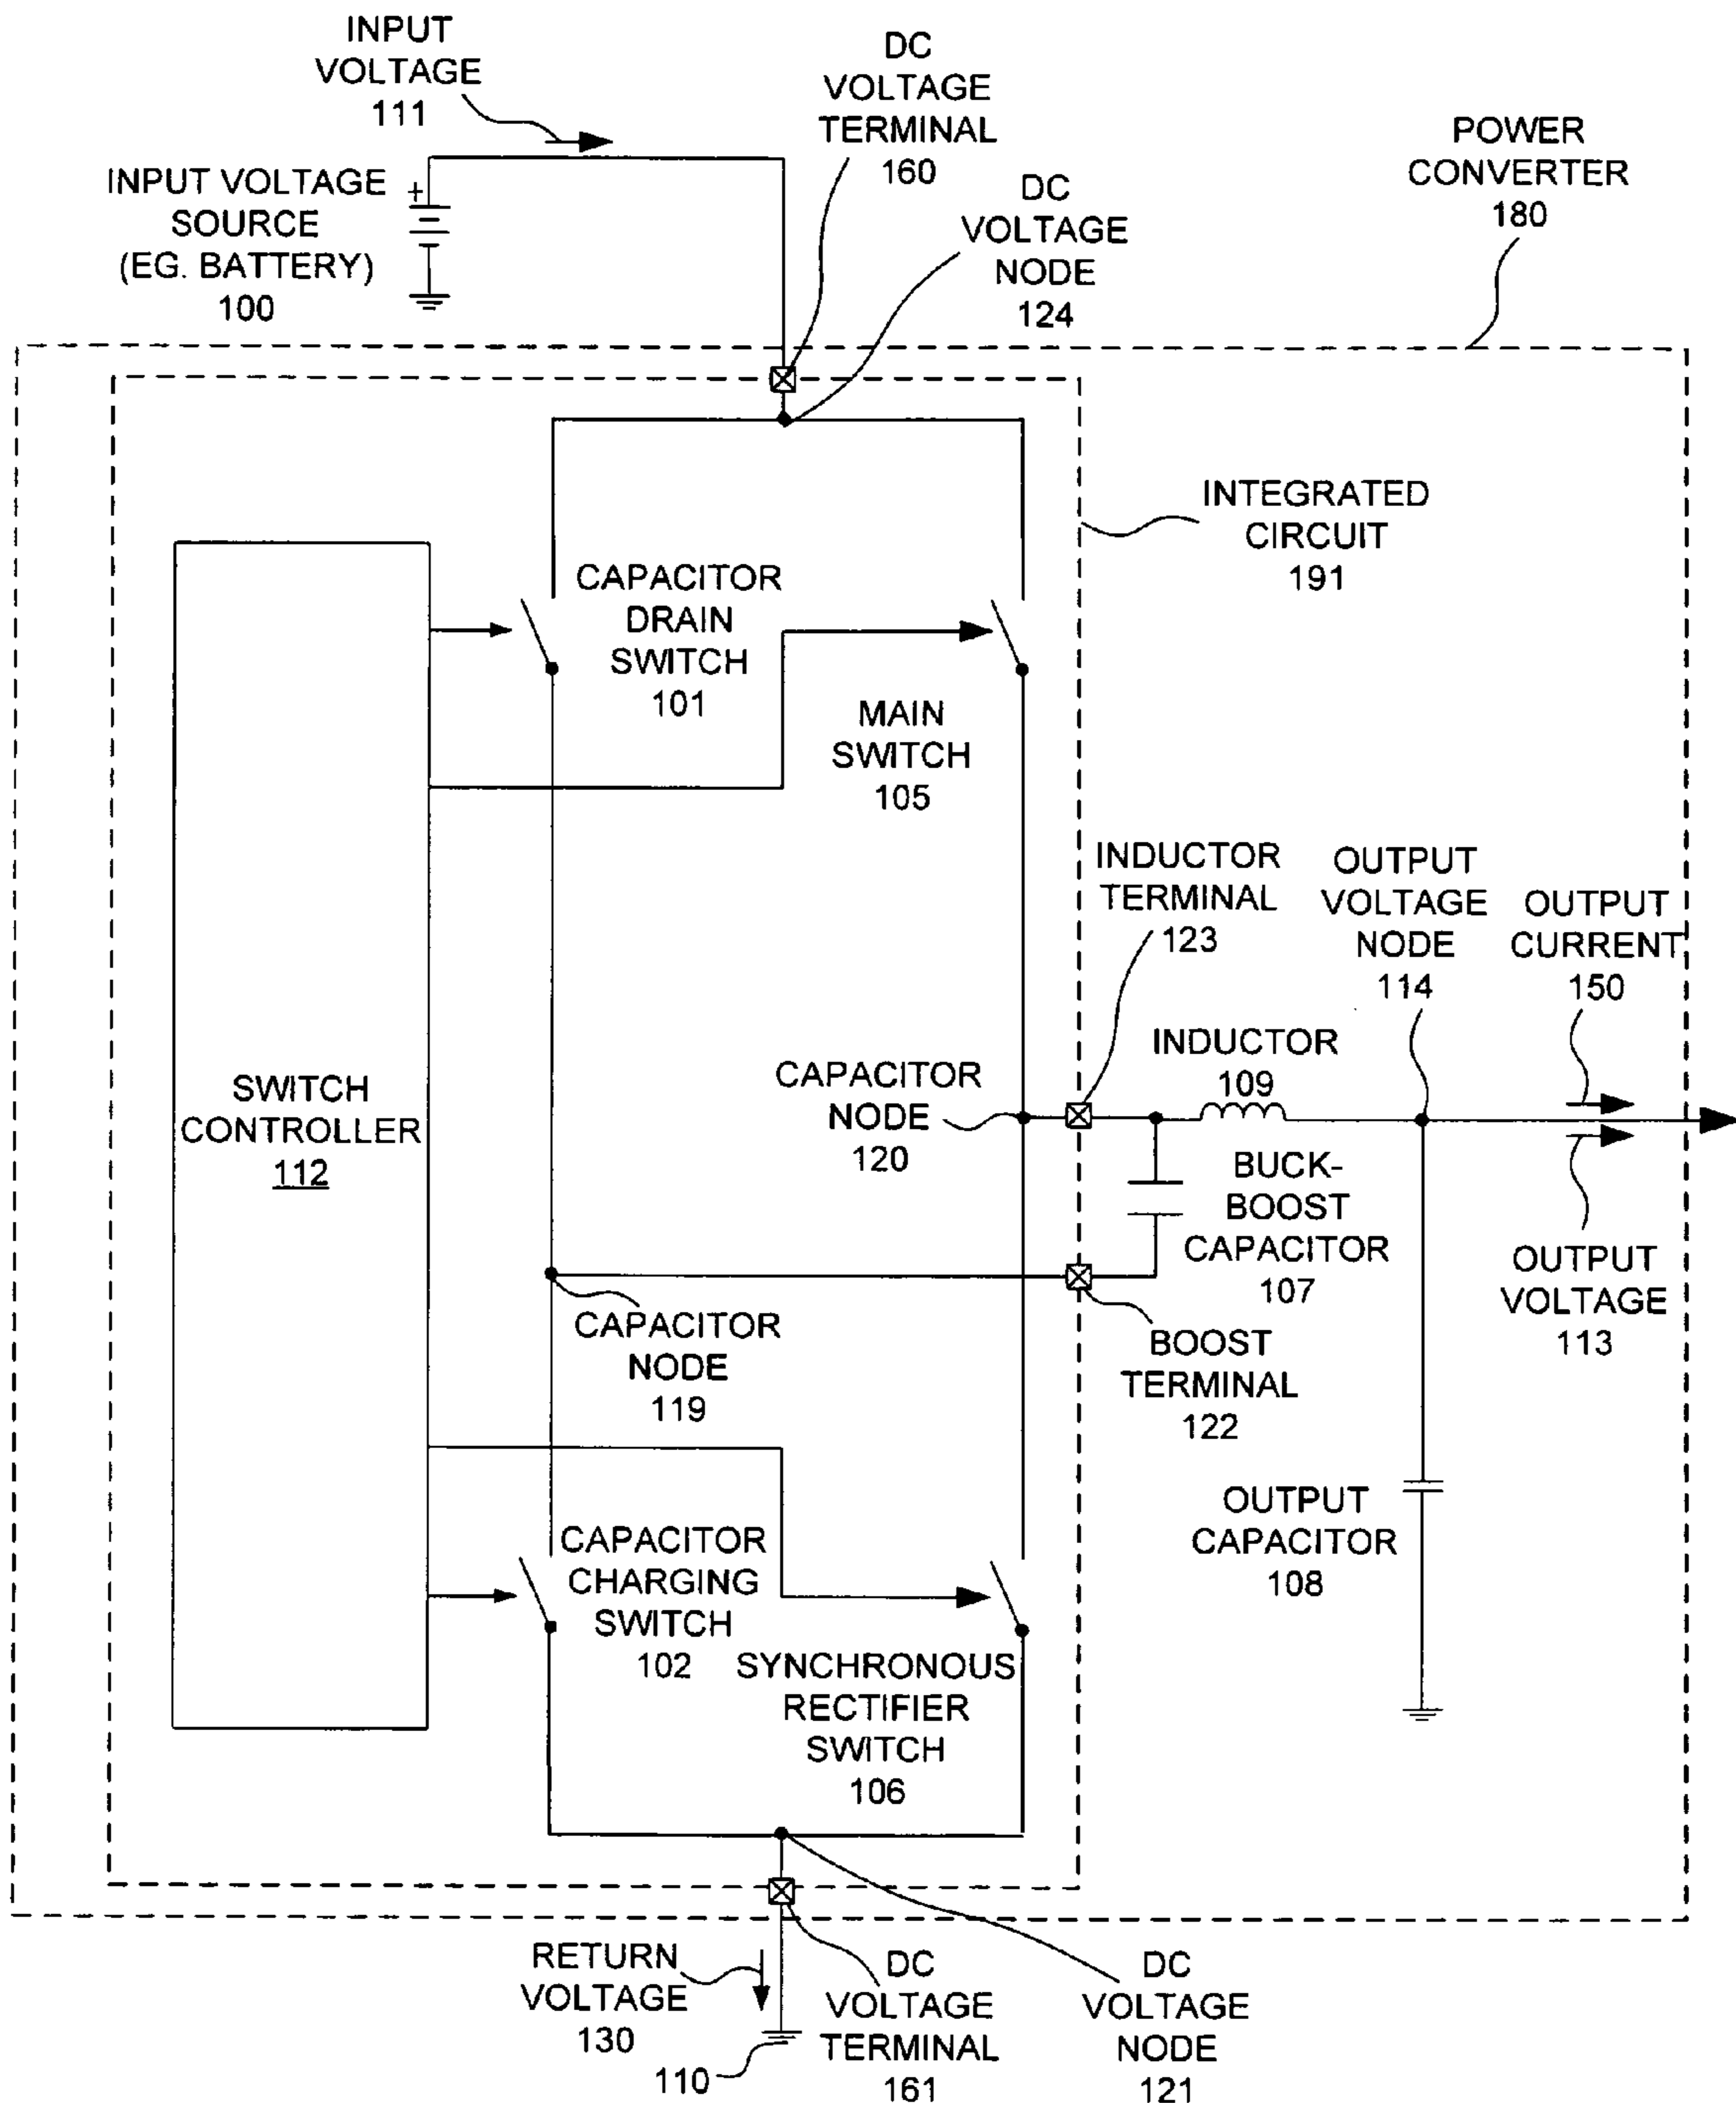 INPUT
VOLTAGE
111
DC
VOLTAGE
TERMINAL
160
POWER
CONVERTER
180
INPUT VOLTAGE
SOURCE
(EG. BATTERY)
100
+
DC
VOLTAGE
NODE
124
INTEGRATED
CIRCUIT
191
CAPACITOR
DRAIN
SWITCH
101
MAIN
SWITCH
105
INDUCTOR
TERMINAL
123
OUTPUT
VOLTAGE
NODE
114
OUTPUT
CURRENT
150
SWITCH
CONTROLLER
112
CAPACITOR
NODE
120
INDUCTOR
109
BUCK-
BOOST
CAPACITOR
107
OUTPUT
VOLTAGE
113
CAPACITOR
NODE
119
BOOST
TERMINAL
122
OUTPUT
CAPACITOR
108
CAPACITOR
CHARGING
SWITCH
102
SYNCHRONOUS
RECTIFIER
SWITCH
106
RETURN
VOLTAGE
130
110
DC
VOLTAGE
TERMINAL
161
DC
VOLTAGE
NODE
121